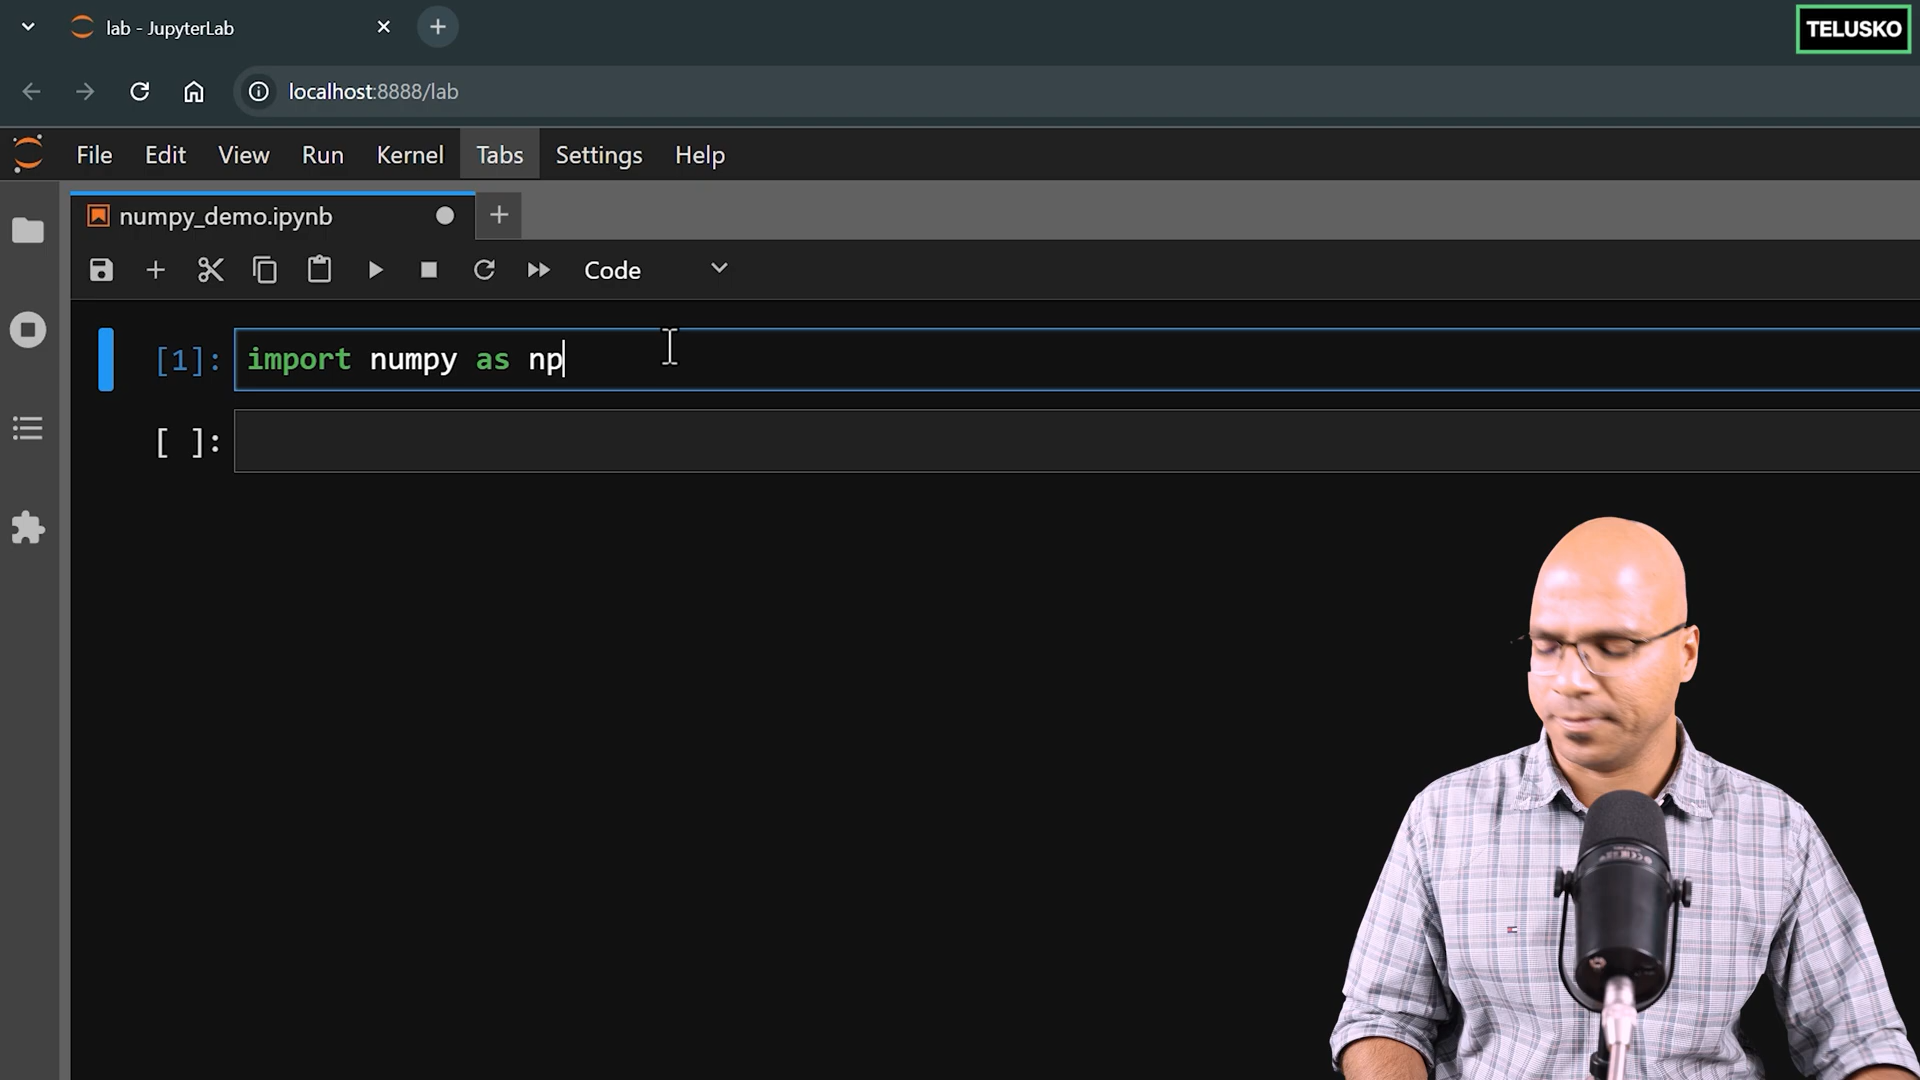 lab - JupyterLab
TELUSKO
localhost:8888/lab
File Edit View Run Kernel Tabs Settings Help
numpy_demo.ipynb
Code
[1]: import numpy as np
[ ]: